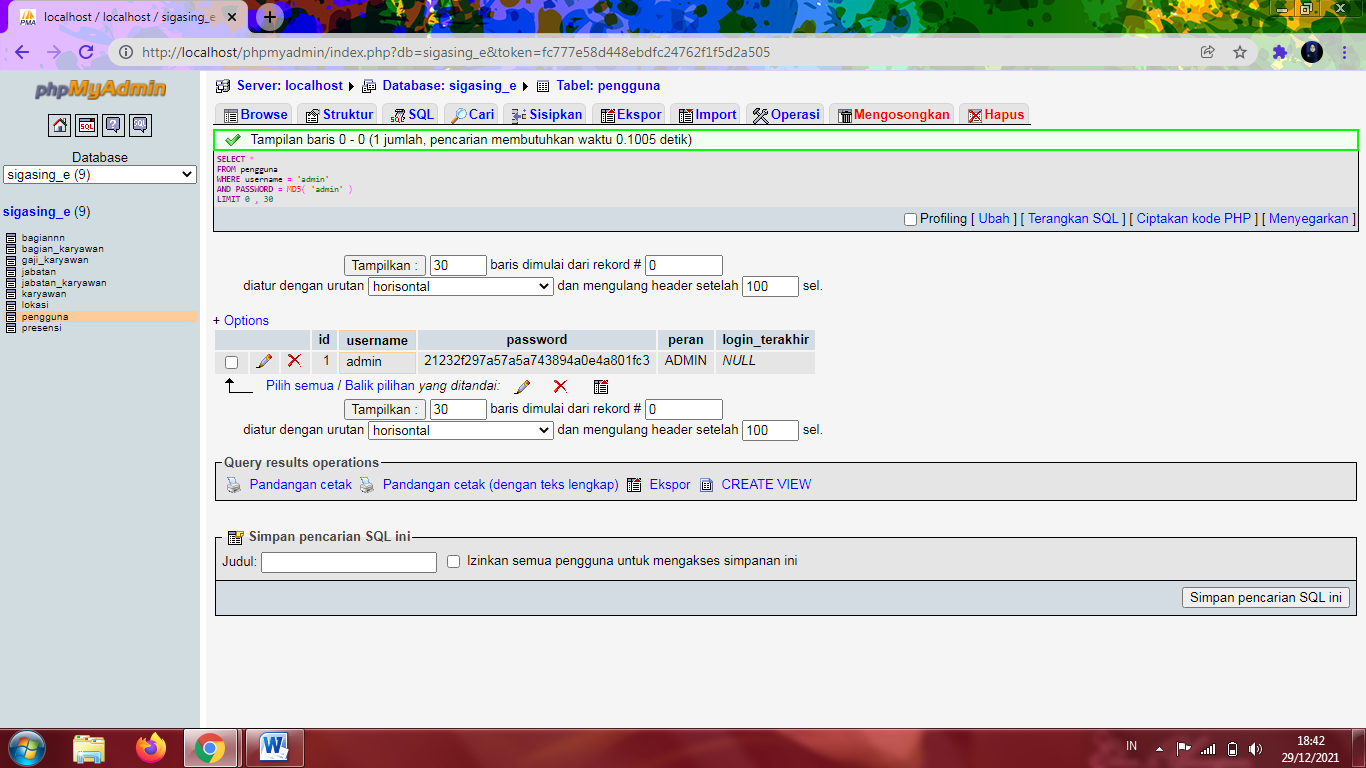 localhost / localhost / sigasing_e
http://localhost/phpmyadmin/index.php?db=sigasing_e&token=fc777e58d448ebdfc24762f1f5d2a505
phpMyAdmin
Database
sigasing_e (9)
sigasing_e (9)
bagiannn
bagian_karyawan
gaji_karyawan
jabatan
jabatan_karyawan
karyawan
lokasi
pengguna
presensi
Server: localhost Database: sigasing_e Tabel: pengguna
Browse Struktur SQL Cari Sisipkan Ekspor Import Operasi Mengosongkan Hapus
Tampilan baris 0 - 0 (1 jumlah, pencarian membutuhkan waktu 0.1005 detik)
SELECT *
FROM pengguna
WHERE username = 'admin'
AND PASSWORD = MD5( 'admin' )
LIMIT 0 , 30
Profiling [ Ubah ] [ Terangkan SQL ] [ Ciptakan kode PHP ] [ Menyegarkan ]
Tampilkan : 30 baris dimulai dari rekord # 0
diatur dengan urutan horisontal dan mengulang header setelah 100 sel.
+ Options
id username password peran login_terakhir
1 admin 21232f297a57a5a743894a0e4a801fc3 ADMIN NULL
Pilih semua / Balik pilihan yang ditandai:
Tampilkan : 30 baris dimulai dari rekord # 0
diatur dengan urutan horisontal dan mengulang header setelah 100 sel.
Query results operations
Pandangan cetak Pandangan cetak (dengan teks lengkap) Ekspor CREATE VIEW
Simpan pencarian SQL ini
Judul: Izinkan semua pengguna untuk mengakses simpanan ini
Simpan pencarian SQL ini
IN 18:42
29/12/2021